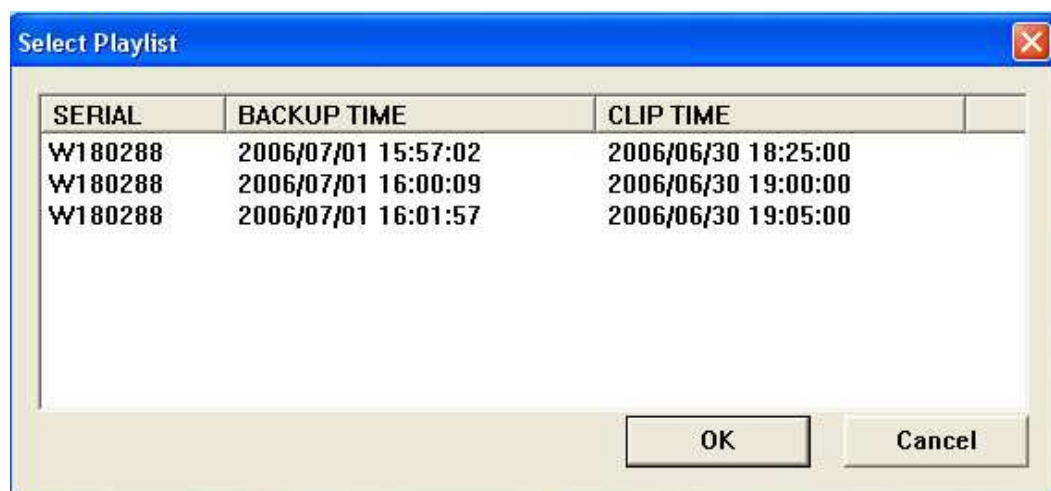 Select Playlist
SERIAL BACKUP TIME CLIP TIME
W180288 2006/07/01 15:57:02 2006/06/30 18:25:00
W180288 2006/07/01 16:00:09 2006/06/30 19:00:00
W180288 2006/07/01 16:01:57 2006/06/30 19:05:00
OK Cancel